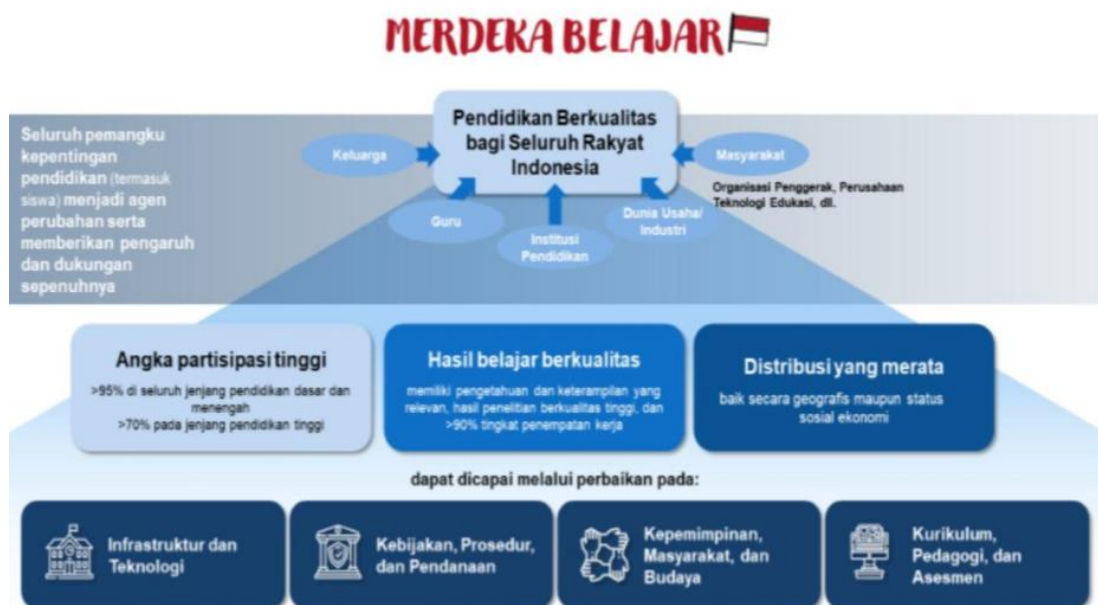 MERDEKA BELAJAR
Pendidikan Berkualitas
bagi Seluruh Rakyat
Indonesia
Seluruh pemangku
kepentingan
pendidikan (termasuk
siswa) menjadi agen
perubahan serta
memberikan pengaruh
dan dukungan
sepenuhnya
Keluarga
Guru
Institusi
Pendidikan
Dunia Usaha/
Industri
Masyarakat
Organisasi Penggerak, Perusahaan
Teknologi Edukasi, dll.
Angka partisipasi tinggi
>95% di seluruh jenjang pendidikan dasar dan
menengah
>70% pada jenjang pendidikan tinggi
Hasil belajar berkualitas
memiliki pengetahuan dan keterampilan yang
relevan, hasil penelitian berkualitas tinggi, dan
>90% tingkat penempatan kerja
Distribusi yang merata
baik secara geografis maupun status
sosial ekonomi
dapat dicapai melalui perbaikan pada:
Infrastruktur dan
Teknologi
Kebijakan, Prosedur,
dan Pendanaan
Kepemimpinan,
Masyarakat, dan
Budaya
Kurikulum,
Pedagogi, dan
Asesmen